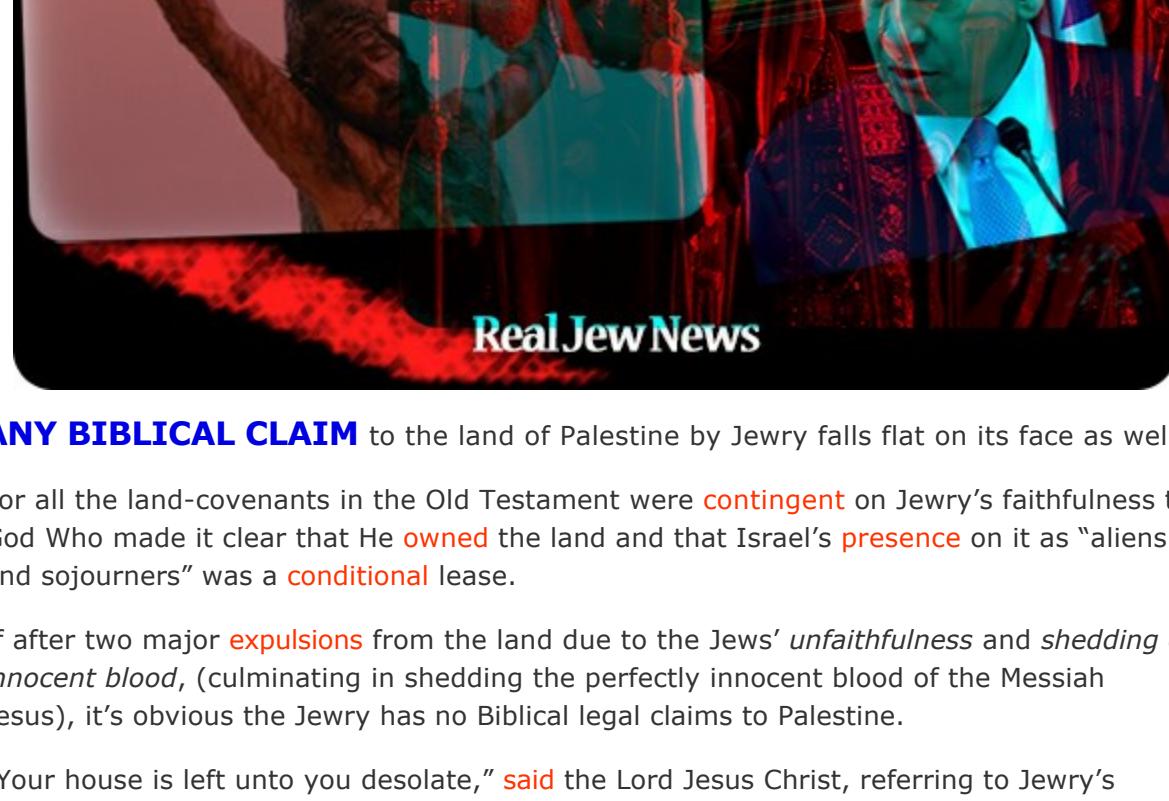 Real Jew News
ANY BIBLICAL CLAIM to the land of Palestine by Jewry falls flat on its face as wel
or all the land-covenants in the Old Testament were contingent on Jewry’s faithfulness t
God Who made it clear that He owned the land and that Israel’s presence on it as “aliens
nd sojourners” was a conditional lease.
f after two major expulsions from the land due to the Jews’ unfaithfulness and shedding
nnocent blood, (culminating in shedding the perfectly innocent blood of the Messiah
esus), it’s obvious the Jewry has no Biblical legal claims to Palestine.
Your house is left unto you desolate,” said the Lord Jesus Christ, referring to Jewry’s